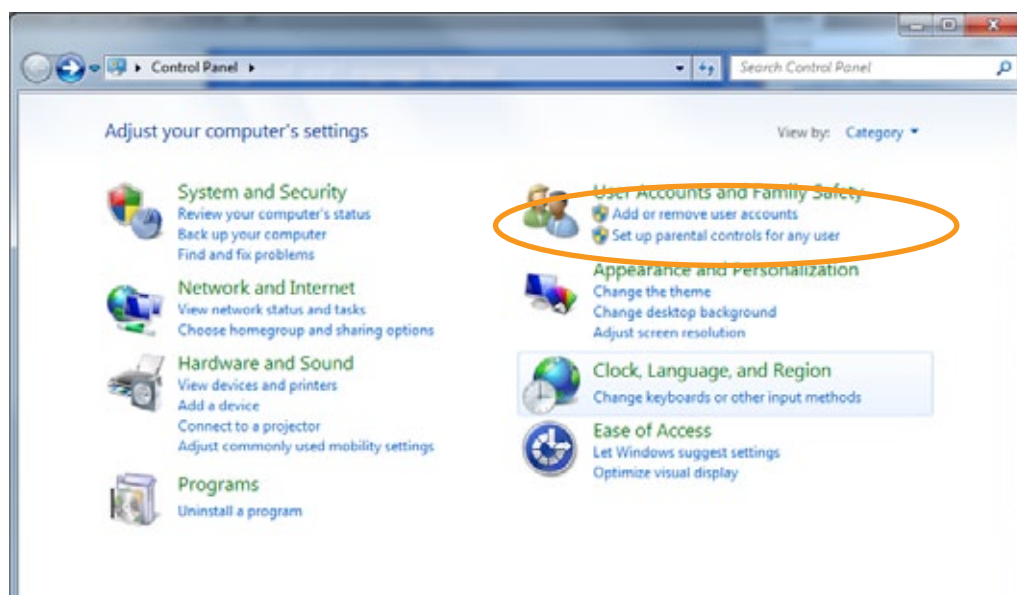 Control Panel
Search Control Panel
Adjust your computer's settings
View by: Category
System and Security
Review your computer's status
Back up your computer
Find and fix problems
Network and Internet
View network status and tasks
Choose homegroup and sharing options
Hardware and Sound
View devices and printers
Add a device
Connect to a projector
Adjust commonly used mobility settings
Programs
Uninstall a program
User Accounts and Family Safety
Add or remove user accounts
Set up parental controls for any user
Appearance and Personalization
Change the theme
Change desktop background
Adjust screen resolution
Clock, Language, and Region
Change keyboards or other input methods
Ease of Access
Let Windows suggest settings
Optimize visual display